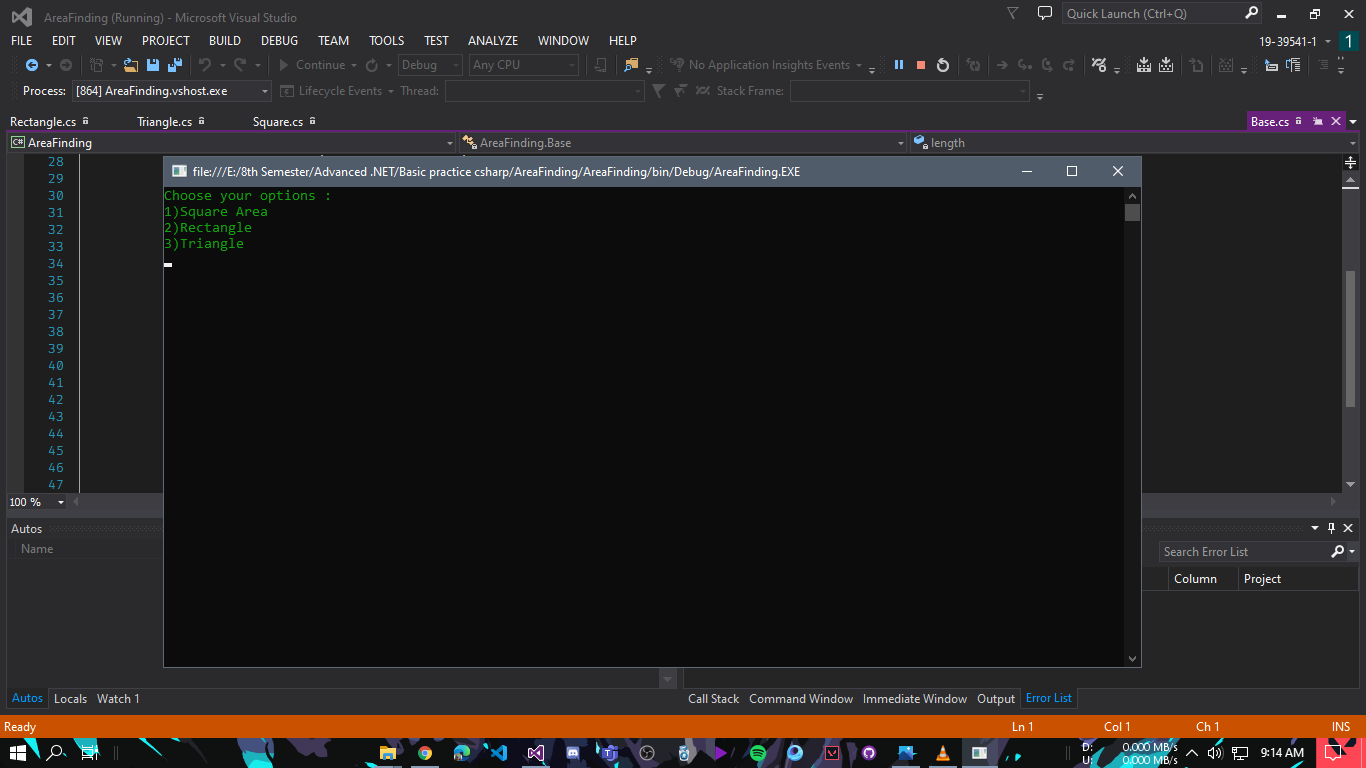 AreaFinding (Running) - Microsoft Visual Studio
Quick Launch (Ctrl+Q)
FILE EDIT VIEW PROJECT BUILD DEBUG TEAM TOOLS TEST ANALYZE WINDOW HELP
19-39541-1 1
Continue Debug Any CPU No Application Insights Events
Process: [864] AreaFinding.vshost.exe Lifecycle Events Thread: Stack Frame:
Rectangle.cs Triangle.cs Square.cs Base.cs
AreaFinding AreaFinding.Base length
file:///E:/8th Semester/Advanced .NET/Basic practice csharp/AreaFinding/AreaFinding/bin/Debug/AreaFinding.EXE
Choose your options :
1)Square Area
2)Rectangle
3)Triangle
28
29
30
31
32
33
34
35
36
37
38
39
40
41
42
43
44
45
46
47
100 %
Autos
Name
Search Error List
Column Project
Autos Locals Watch 1
Call Stack Command Window Immediate Window Output Error List
Ready Ln 1 Col 1 Ch 1 INS
D: 0.000 MB/s
U: 0.000 MB/s
9:14 AM